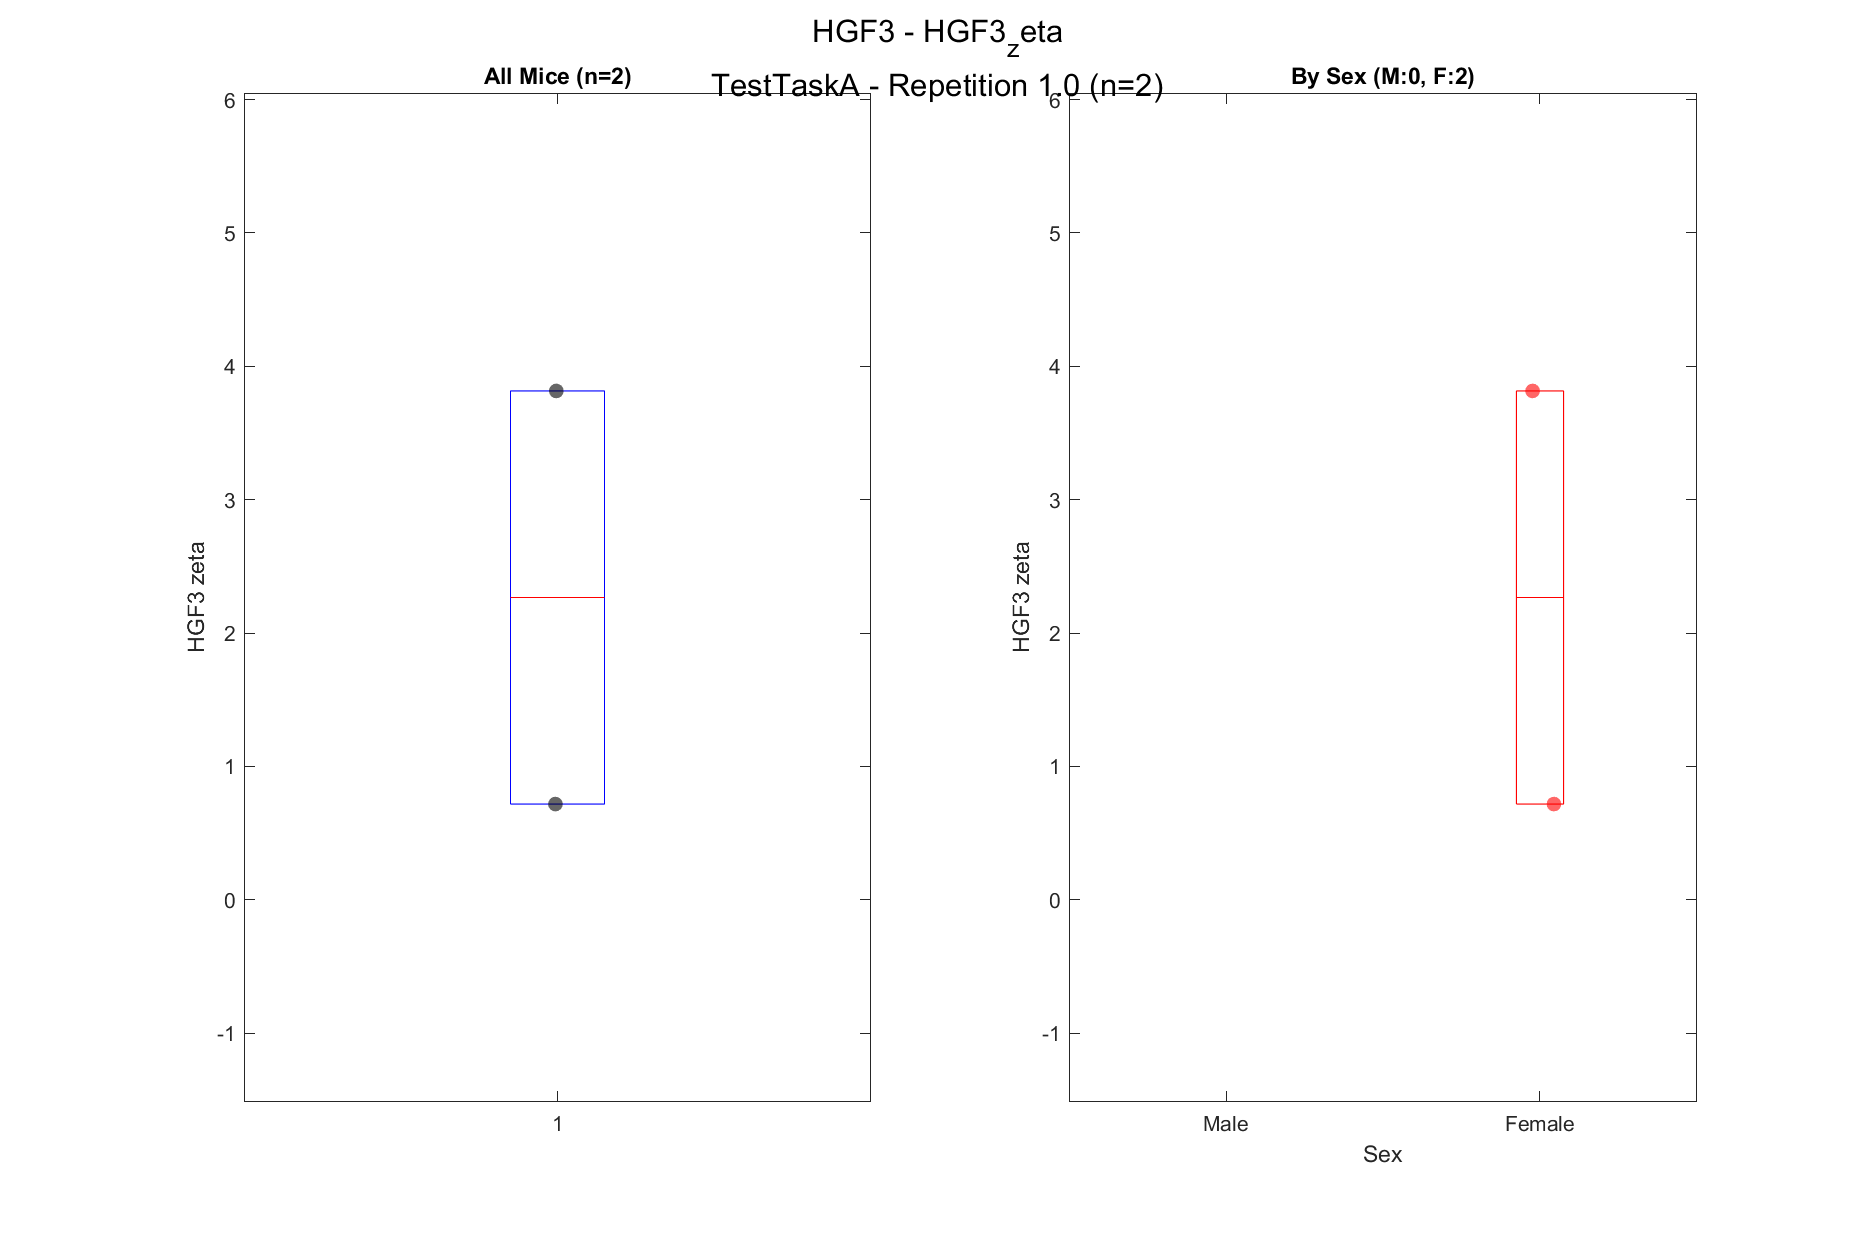 HGF3 - HGF3_zeta
TestTaskA - Repetition 1.0 (n=2)
All Mice (n=2)
6
5
4
3
2
1
0
-1
HGF3 zeta
1
By Sex (M:0, F:2)
6
5
4
3
2
1
0
-1
HGF3 zeta
Male Female
Sex